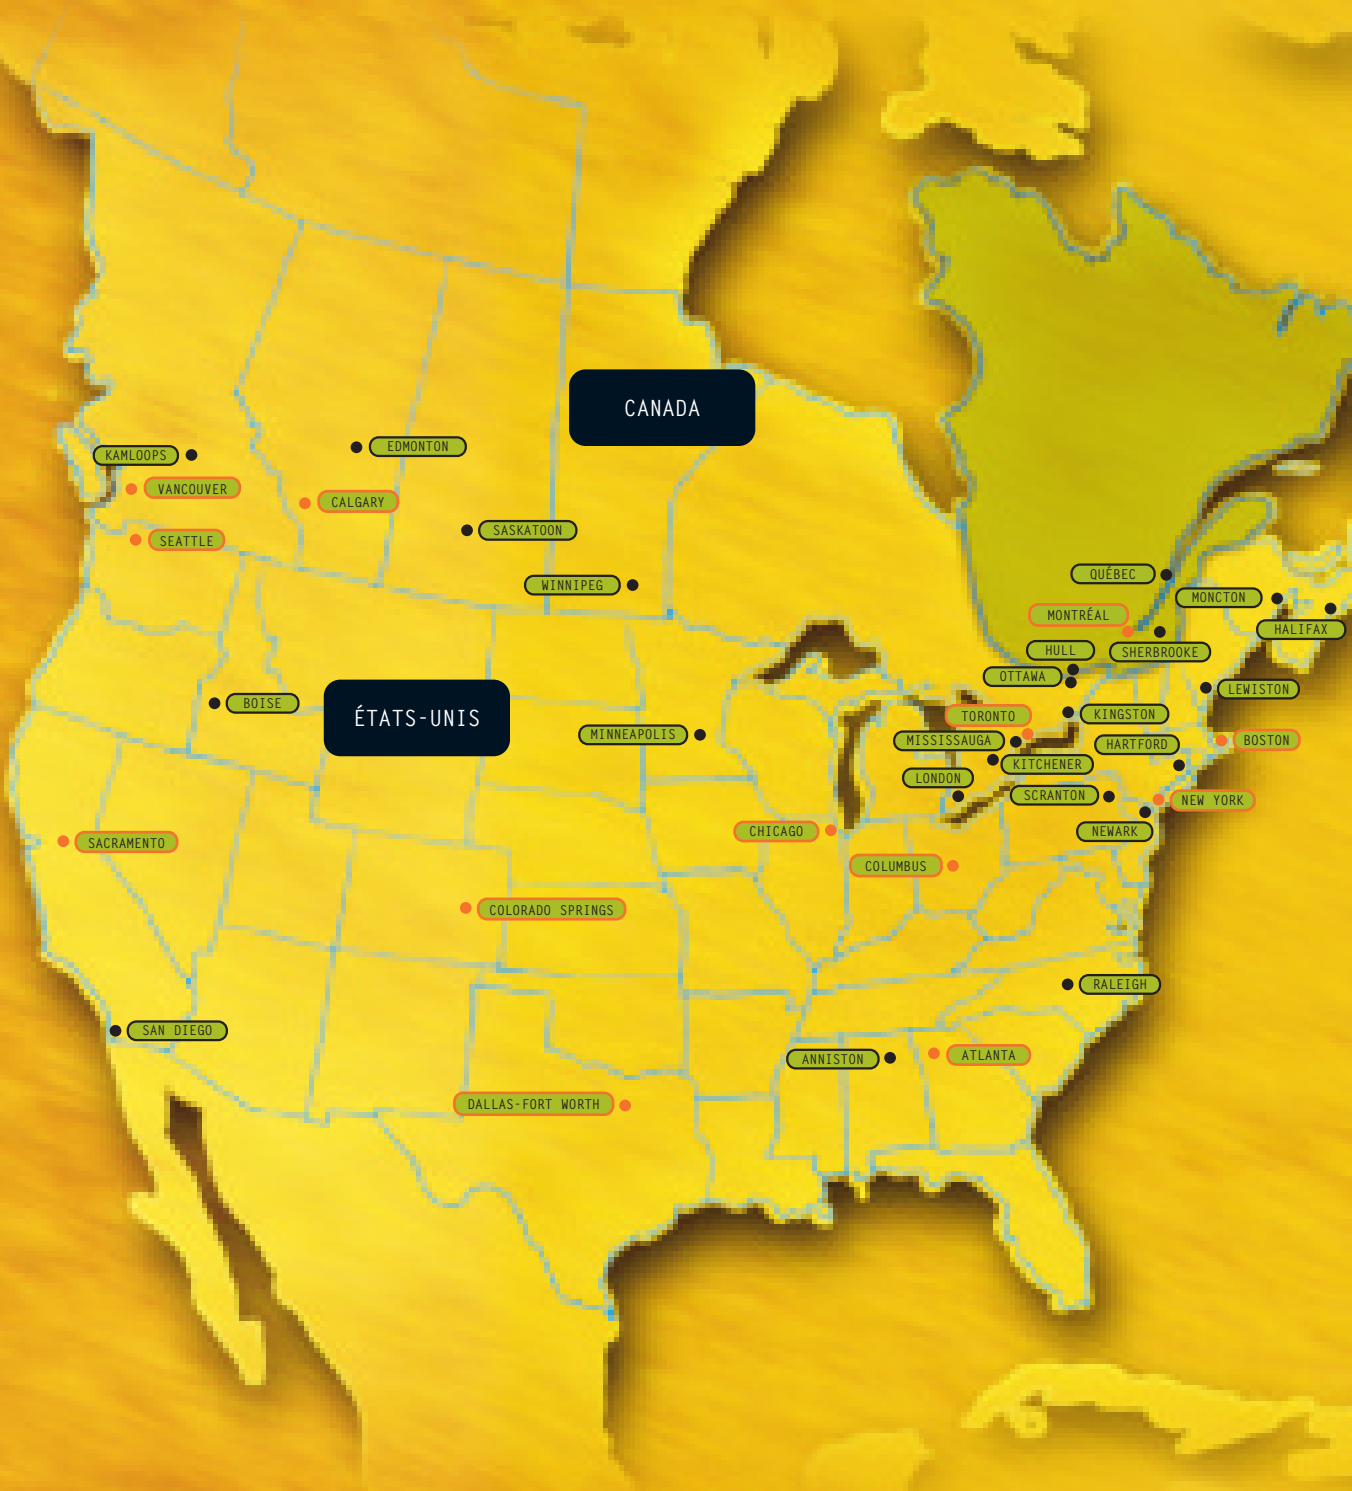 CANADA
EDMONTON
KAMLOOPS
VANCOUVER
CALGARY
SASKATOON
SEATTLE
QUÉBEC
WINNIPEG
MONCTON
MONTRÉAL
HALIFAX
HULL
SHERBROOKE
OTTAWA
LEWISTON
BOISE
ÉTATS-UNIS
TORONTO
KINGSTON
MINNEAPOLIS
MISSISSAUGA
HARTFORD
BOSTON
KITCHENER
LONDON
SCRANTON
NEW YORK
CHICAGO
NEWARK
SACRAMENTO
COLUMBUS
COLORADO SPRINGS
RALEIGH
SAN DIEGO
ANNISTON
ATLANTA
DALLAS-FORT WORTH